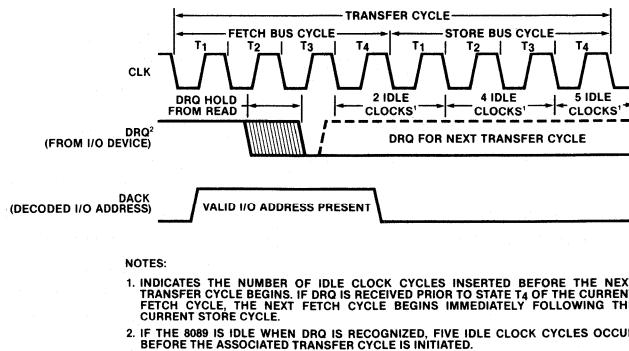 TRANSFER CYCLE
FETCH BUS CYCLE STORE BUS CYCLE
T1 T2 T3 T4 T1 T2 T3 T4
CLK
DRQ HOLD FROM READ
2 IDLE CLOCKS1
4 IDLE CLOCKS1
5 IDLE CLOCKS1
DRQ2
(FROM I/O DEVICE)
DRQ FOR NEXT TRANSFER CYCLE
DACK
(DECODED I/O ADDRESS)
VALID I/O ADDRESS PRESENT
NOTES:
1. INDICATES THE NUMBER OF IDLE CLOCK CYCLES INSERTED BEFORE THE NEX
TRANSFER CYCLE BEGINS. IF DRQ IS RECEIVED PRIOR TO STATE T4 OF THE CURREN
FETCH CYCLE, THE NEXT FETCH CYCLE BEGINS IMMEDIATELY FOLLOWING TH
CURRENT STORE CYCLE.
2. IF THE 8089 IS IDLE WHEN DRQ IS RECOGNIZED, FIVE IDLE CLOCK CYCLES OCCU
BEFORE THE ASSOCIATED TRANSFER CYCLE IS INITIATED.